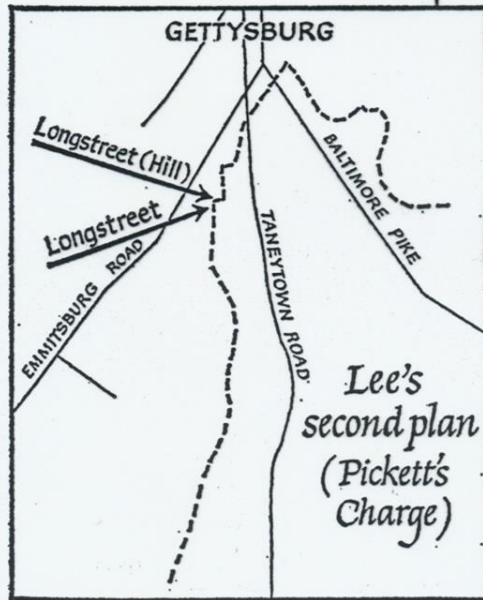 GETTYSBURG
Longstreet (Hill)
Longstreet
BALTIMORE PIKE
TANEYTOWN ROAD
EMMITSBURG ROAD
Lee's
second plan
(Pickett's
Charge)